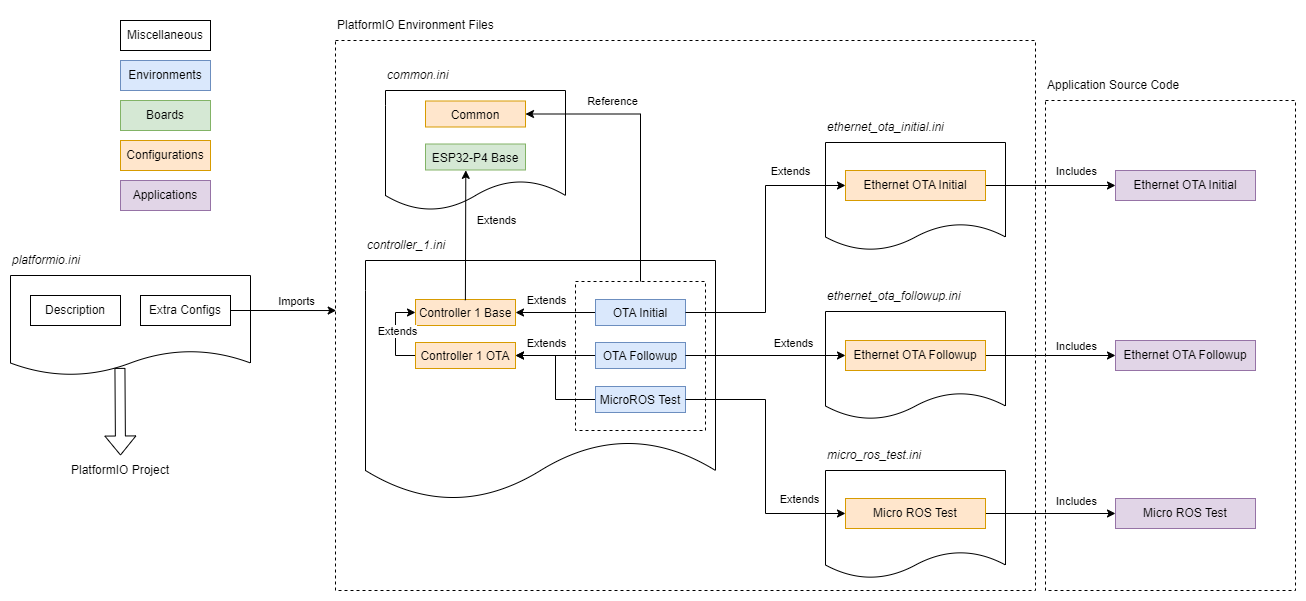 Miscellaneous
Environments
Boards
Configurations
Applications
platformio.ini
Description
Extra Configs
Imports
PlatformIO Project
PlatformIO Environment Files
common.ini
Common
Reference
ESP32-P4 Base
Extends
controller_1.ini
Controller 1 Base
Extends
OTA Initial
Extends
Controller 1 OTA
Extends
OTA Followup
MicroROS Test
Extends
ethernet_ota_initial.ini
Ethernet OTA Initial
Extends
ethernet_ota_followup.ini
Ethernet OTA Followup
Extends
micro_ros_test.ini
Micro ROS Test
Application Source Code
Includes
Ethernet OTA Initial
Includes
Ethernet OTA Followup
Includes
Micro ROS Test